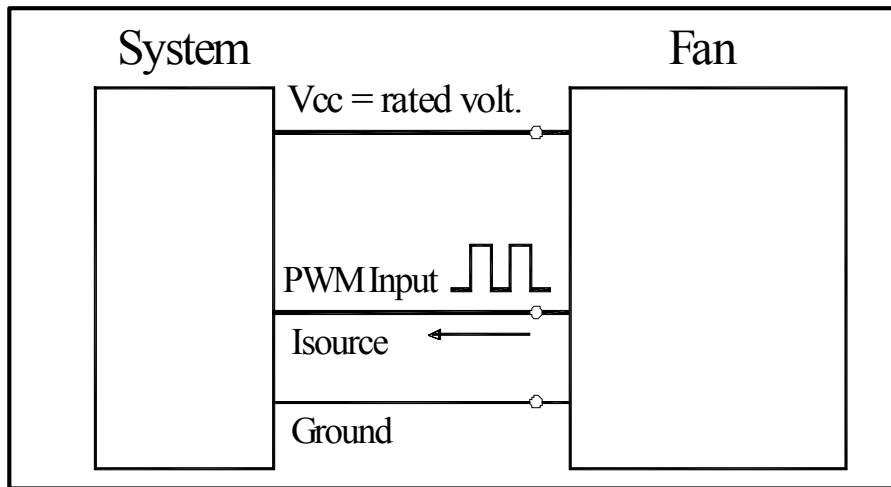 System
Fan
Vcc = rated volt.
PWM Input
Isource
Ground